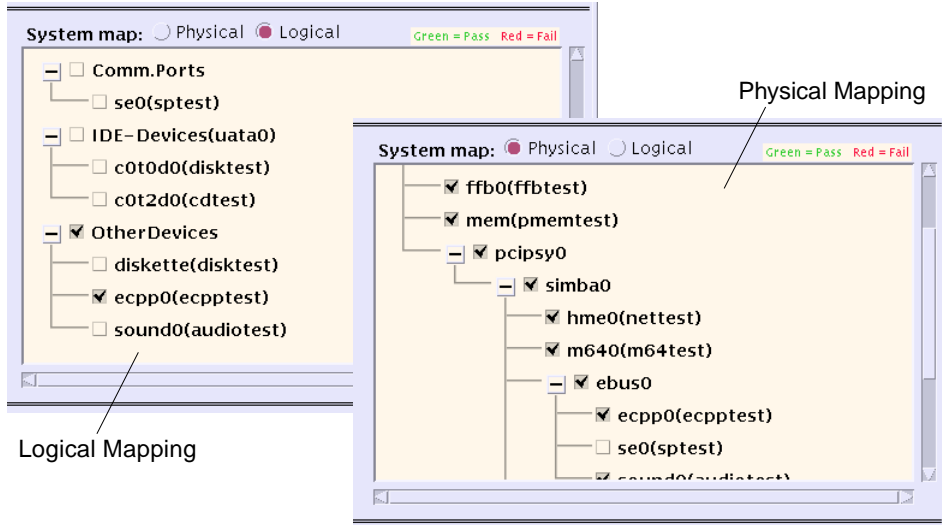 System map: Physical Logical
Green = Pass Red = Fail
Comm.Ports
se0(sptest)
IDE-Devices(uata0)
c0t0d0(disktest)
c0t2d0(cdtest)
OtherDevices
diskette(disktest)
ecpp0(ecpptest)
sound0(audiotest)
Logical Mapping
Physical Mapping
System map: Physical Logical
Green = Pass Red = Fail
ffb0(ffbtest)
mem(pmemtest)
pcipsy0
simba0
hme0(nettest)
m640(m64test)
ebus0
ecpp0(ecpptest)
se0(sptest)
sound0(audiotest)